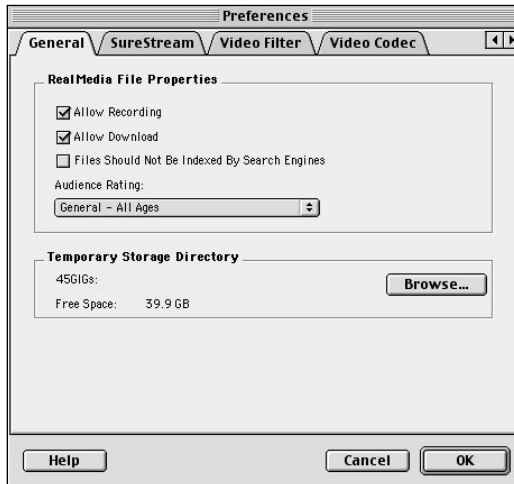 Preferences
General SureStream Video Filter Video Codec
RealMedia File Properties
Allow Recording
Allow Download
Files Should Not Be Indexed By Search Engines
Audience Rating:
General - All Ages
Temporary Storage Directory
45GIGs:
Browse...
Free Space: 39.9 GB
Help Cancel OK